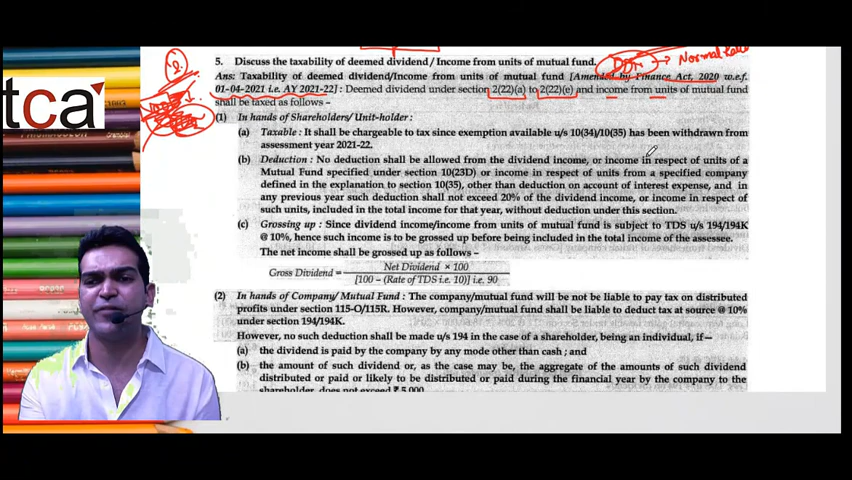 tca
5. Discuss the taxability of deemed dividend / Income from units of mutual fund.
Normal
Ans: Taxability of deemed dividend/Income from units of mutual fund [Amended by Finance Act, 2020 w.e.f.
01-04-2021 i.e. AY 2021-22]: Deemed dividend under section 2(22)(a) to 2(22)(e) and income from units of mutual fund
shall be taxed as follows -
(1) In hands of Shareholders/ Unit-holder :
(a) Taxable : It shall be chargeable to tax since exemption available u/s 10(34)/10(35) has been withdrawn from
assessment year 2021-22.
(b) Deduction : No deduction shall be allowed from the dividend income, or income in respect of units of a
Mutual Fund specified under section 10(23D) or income in respect of units from a specified company
defined in the explanation to section 10(35), other than deduction on account of interest expense, and in
any previous year such deduction shall not exceed 20% of the dividend income, or income in respect of
such units, included in the total income for that year, without deduction under this section.
(c) Grossing up : Since dividend income/income from units of mutual fund is subject to TDS u/s 194/194K
@ 10%, hence such income is to be grossed up before being included in the total income of the assessee.
The net income shall be grossed up as follows -
Gross Dividend = Net Dividend × 100
[100 - (Rate of TDS i.e. 10)] i.e. 90
(2) In hands of Company/ Mutual Fund : The company/mutual fund will be not be liable to pay tax on distributed
profits under section 115-O/115R. However, company/mutual fund shall be liable to deduct tax at source @ 10%
under section 194/194K.
However, no such deduction shall be made u/s 194 in the case of a shareholder, being an individual, if—
(a) the dividend is paid by the company by any mode other than cash ; and
(b) the amount of such dividend or, as the case may be, the aggregate of the amounts of such dividend
distributed or paid or likely to be distributed or paid during the financial year by the company to the
shareholder, does not exceed ₹ 5,000